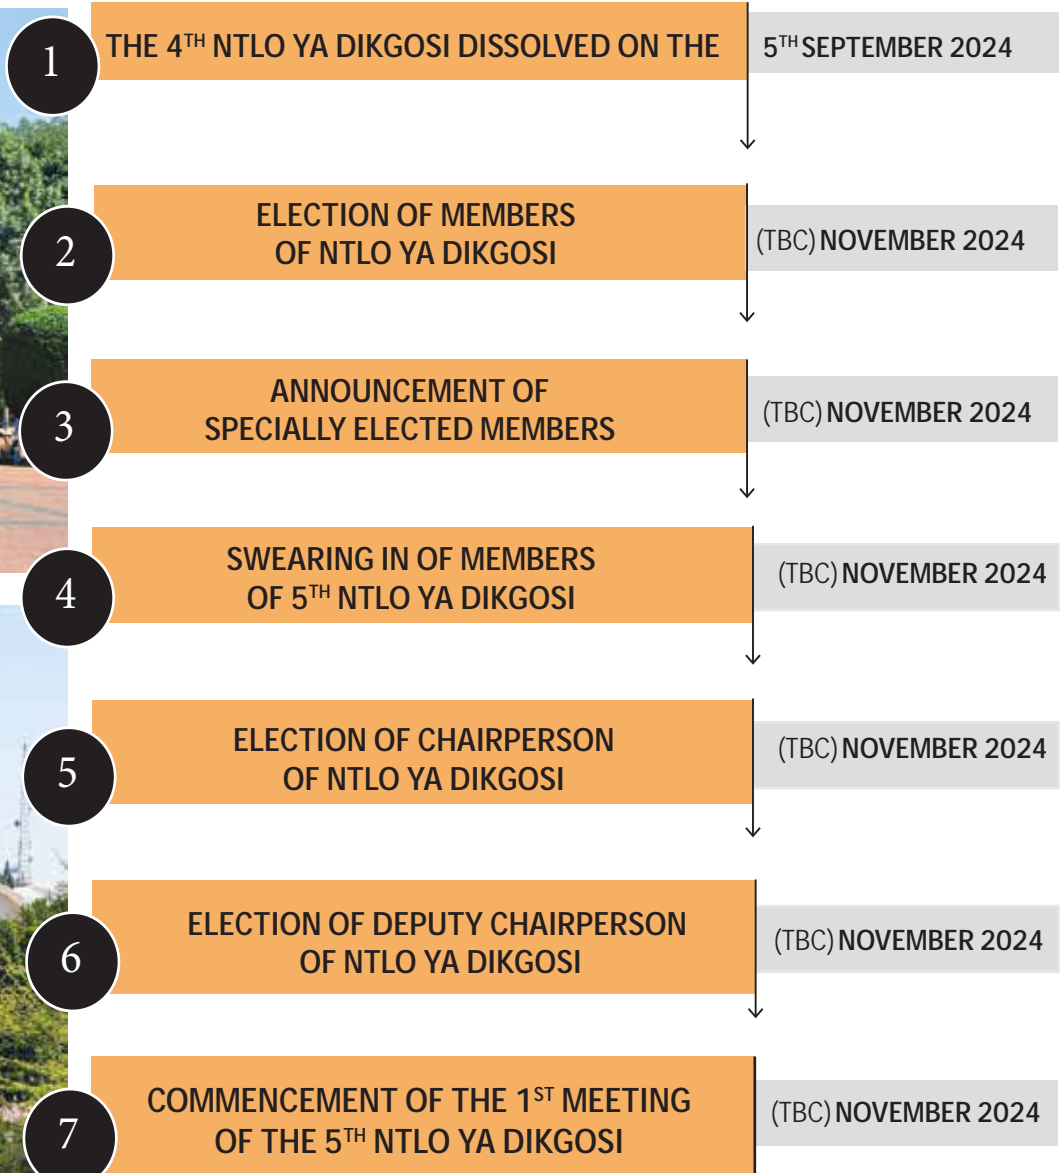 1
THE 4TH NTLO YA DIKGOSI DISSOLVED ON THE
5TH SEPTEMBER 2024
2
ELECTION OF MEMBERS
OF NTLO YA DIKGOSI
(TBC) NOVEMBER 2024
3
ANNOUNCEMENT OF
SPECIALLY ELECTED MEMBERS
(TBC) NOVEMBER 2024
4
SWEARING IN OF MEMBERS
OF 5TH NTLO YA DIKGOSI
(TBC) NOVEMBER 2024
5
ELECTION OF CHAIRPERSON
OF NTLO YA DIKGOSI
(TBC) NOVEMBER 2024
6
ELECTION OF DEPUTY CHAIRPERSON
OF NTLO YA DIKGOSI
(TBC) NOVEMBER 2024
7
COMMENCEMENT OF THE 1ST MEETING
OF THE 5TH NTLO YA DIKGOSI
(TBC) NOVEMBER 2024